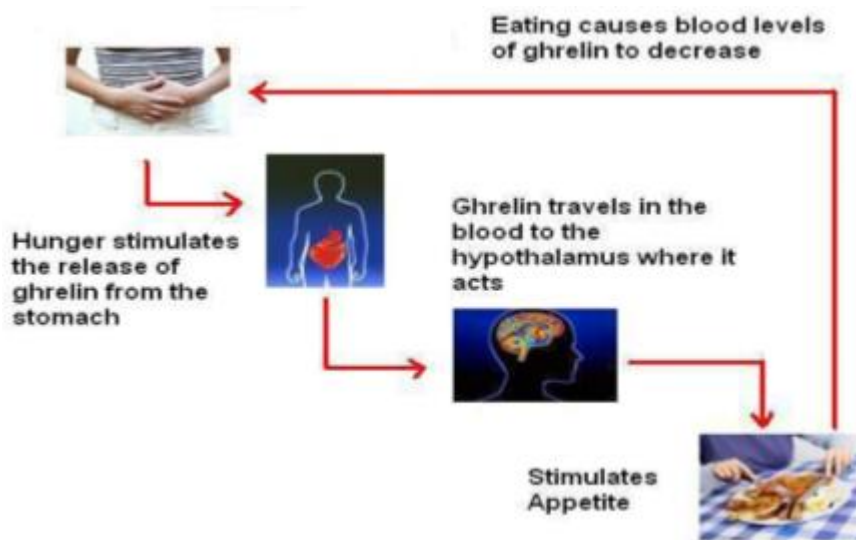 Eating causes blood levels
of ghrelin to decrease
Hunger stimulates
the release of
ghrelin from the
stomach
Ghrelin travels in the
blood to the
hypothalamus where it
acts
Stimulates
Appetite